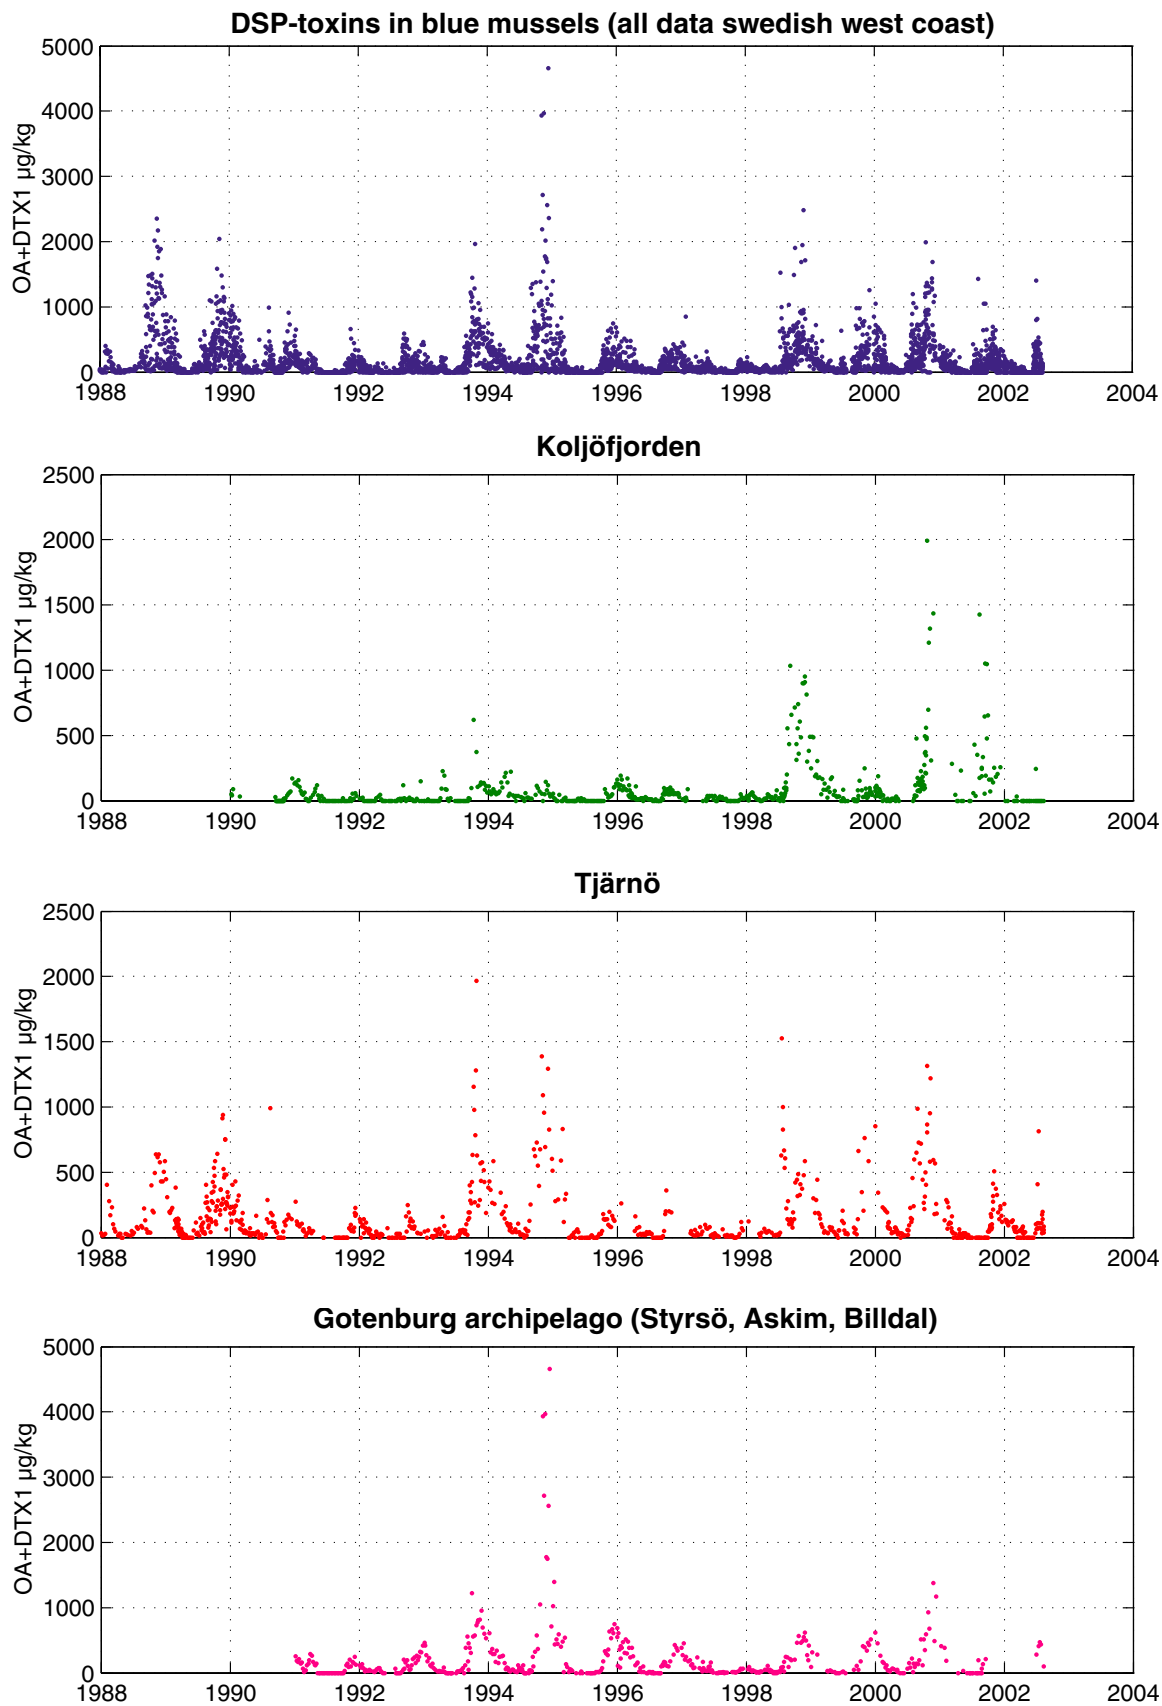 DSP-toxins in blue mussels (all data swedish west coast)
5000
4000
3000
2000
1000
0
OA+DTX1 µg/kg
1988 1990 1992 1994 1996 1998 2000 2002 2004
Koljöfjorden
2500
2000
1500
1000
500
0
OA+DTX1 µg/kg
1988 1990 1992 1994 1996 1998 2000 2002 2004
Tjärnö
2500
2000
1500
1000
500
0
OA+DTX1 µg/kg
1988 1990 1992 1994 1996 1998 2000 2002 2004
Gotenburg archipelago (Styrsö, Askim, Billdal)
5000
4000
3000
2000
1000
0
OA+DTX1 µg/kg
1988 1990 1992 1994 1996 1998 2000 2002 2004